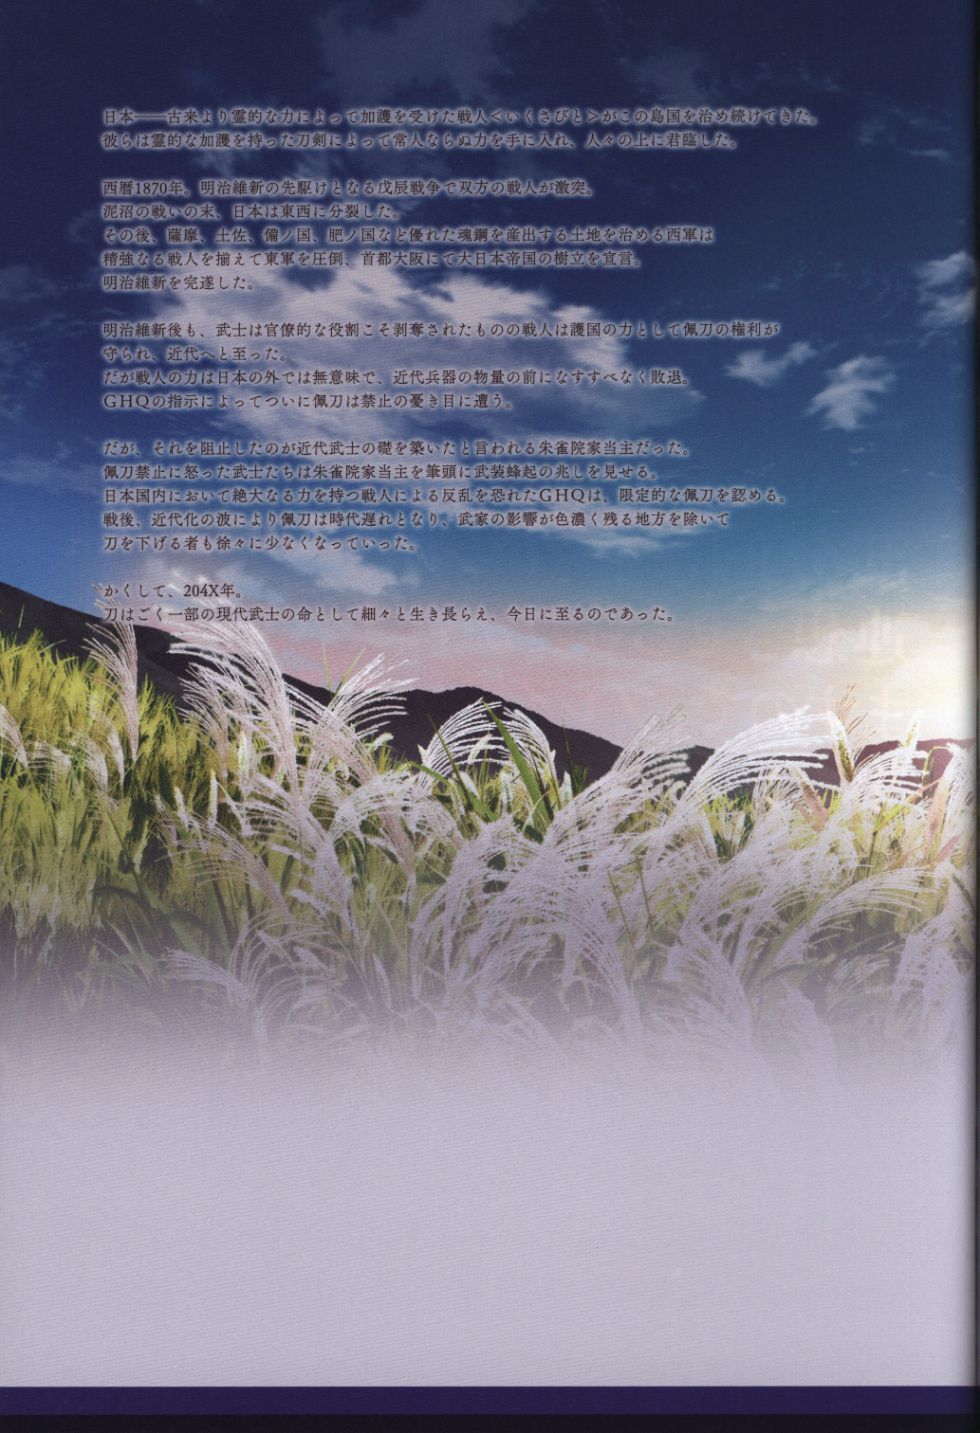 日本――古来より霊的な力によって加護を受けた戦人＜いくさびと＞がこの島国を治め続けてきた。
彼らは霊的な加護を持った刀剣によって常人ならぬ力を手に入れ、人々の上に君臨した。
西暦1870年。明治維新の先駆けとなる戊辰戦争で双方の戦人が激突。
泥沼の戦いの末、日本は東西に分裂した。
その後、薩摩、土佐、備ノ国、肥ノ国など優れた魂鋼を産出する土地を治める西軍は
精強なる戦人を揃えて東軍を圧倒、首都大阪にて大日本帝国の樹立を宣言。
明治維新を完遂した。
明治維新後も、武士は官僚的な役割こそ剥奪されたものの戦人は護国の力として佩刀の権利が
守られ、近代へと至った。
だが戦人の力は日本の外では無意味で、近代兵器の物量の前になすすべなく敗退。
ＧＨＱの指示によってついに佩刀は禁止の憂き目に遭う。
だが、それを阻止したのが近代武士の礎を築いたと言われる朱雀院家当主だった。
佩刀禁止に怒った武士たちは朱雀院家当主を筆頭に武装蜂起の兆しを見せる。
日本国内において絶大なる力を持つ戦人による反乱を恐れたＧＨＱは、限定的な佩刀を認める。
戦後、近代化の波により佩刀は時代遅れとなり、武家の影響が色濃く残る地方を除いて
刀を下げる者も徐々に少なくなっていった。
かくして、204X年。
刀はごく一部の現代武士の命として細々と生き長らえ、今日に至るのであった。